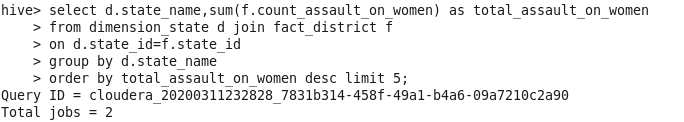 hive> select d.state_name,sum(f.count_assault_on_women) as total_assault_on_women
> from dimension_state d join fact_district f
> on d.state_id=f.state_id
> group by d.state_name
> order by total_assault_on_women desc limit 5;
Query ID = cloudera_20200311232828_7831b314-458f-49a1-b4a6-09a7210c2a90
Total jobs = 2